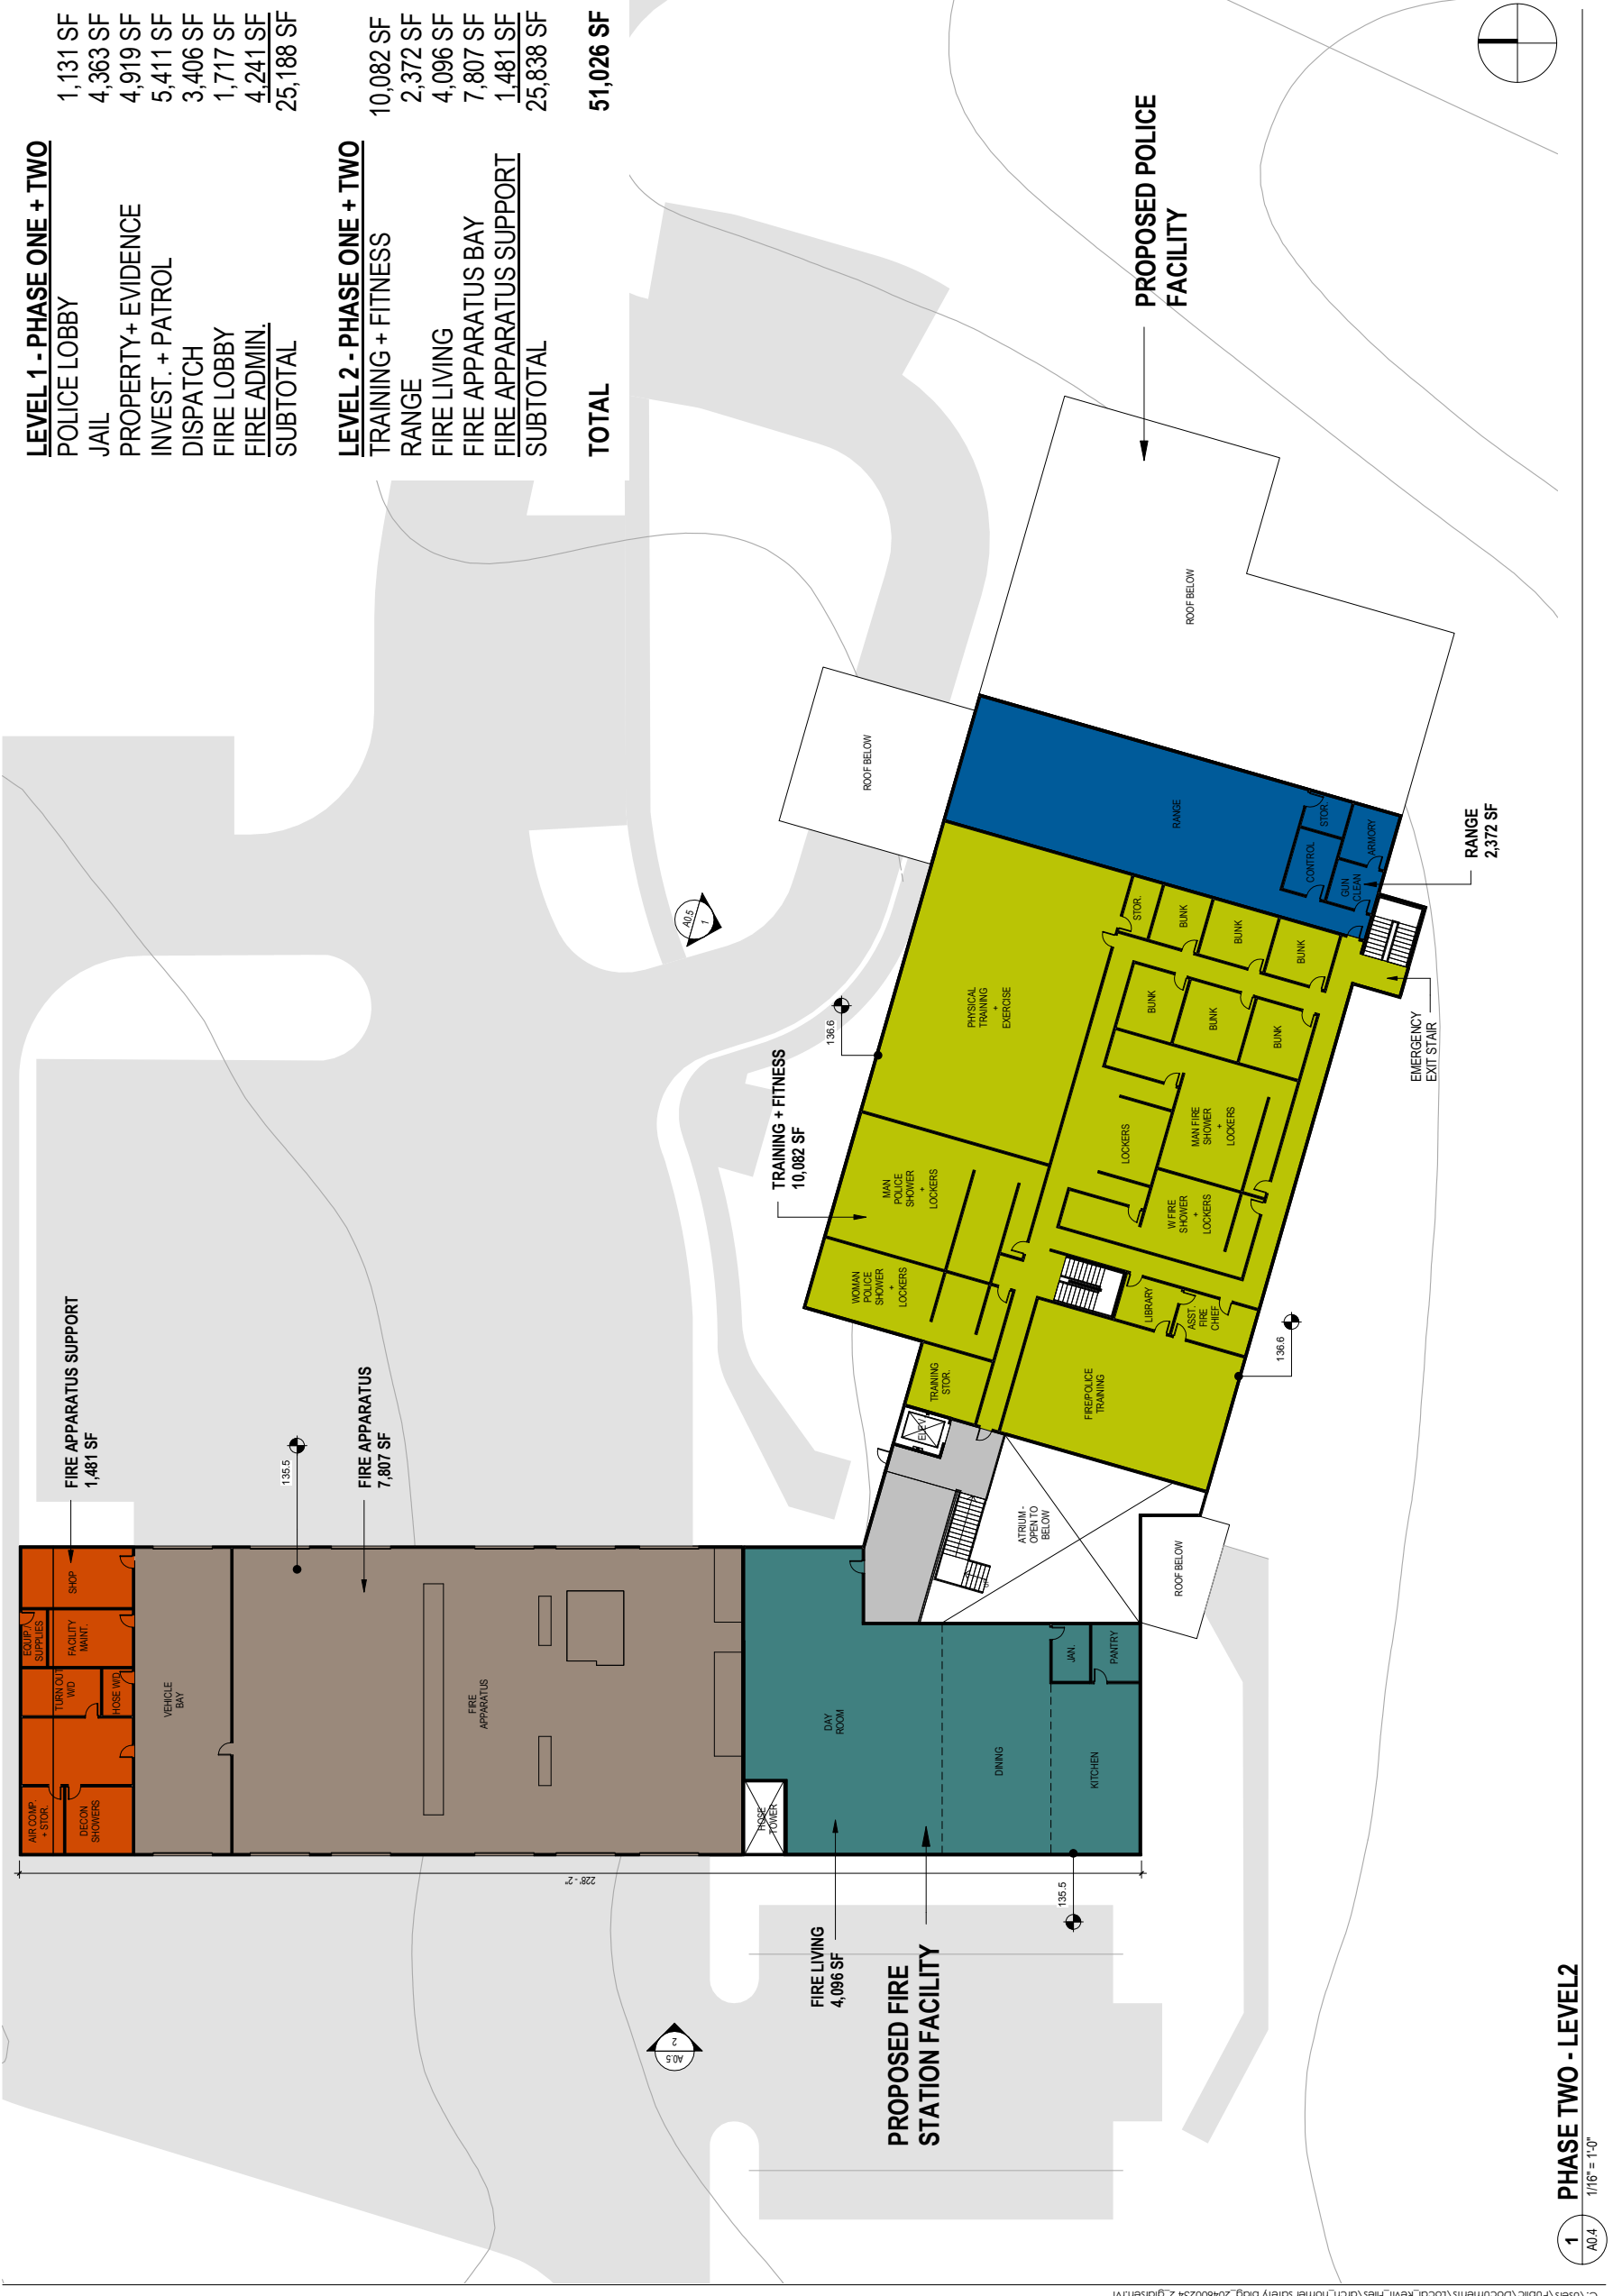 LEVEL 1 - PHASE ONE + TWO
POLICE LOBBY 1,131 SF
JAIL 4,363 SF
PROPERTY+ EVIDENCE 4,919 SF
INVEST. + PATROL 5,411 SF
DISPATCH 3,406 SF
FIRE LOBBY 1,717 SF
FIRE ADMIN. 4,241 SF
SUBTOTAL 25,188 SF
LEVEL 2 - PHASE ONE + TWO
TRAINING + FITNESS 10,082 SF
RANGE 2,372 SF
FIRE LIVING 4,096 SF
FIRE APPARATUS BAY 7,807 SF
FIRE APPARATUS SUPPORT 1,481 SF
SUBTOTAL 25,838 SF
TOTAL 51,026 SF
FIRE APPARATUS SUPPORT
1,481 SF
135.5
FIRE APPARATUS
7,807 SF
EQUIP./
SUPPLIES
SHOP
FACILITY
MAINT.
TURN OUT
W/D
HOSE W/D
AIR COMP.
+ STOR.
DECON
SHOWERS
VEHICLE
BAY
FIRE
APPARATUS
HOSE
TOWER
DAY
ROOM
DINING
KITCHEN
JAN.
PANTRY
228' - 2"
135.5
FIRE LIVING
4,096 SF
PROPOSED FIRE
STATION FACILITY
2
A0.5
A0.5
1
TRAINING + FITNESS
10,082 SF
136.6
ROOF BELOW
PROPOSED POLICE
FACILITY
ROOF BELOW
RANGE
CONTROL
STOR.
GUN
CLEAN
ARMORY
RANGE
2,372 SF
PHYSICAL
TRAINING
+
EXERCISE
STOR.
BUNK
BUNK
BUNK
BUNK
BUNK
BUNK
EMERGENCY
EXIT STAIR
MAN
POLICE
SHOWER
+
LOCKERS
WOMAN
POLICE
SHOWER
+
LOCKERS
LOCKERS
MAN FIRE
SHOWER
+
LOCKERS
W FIRE
SHOWER
+
LOCKERS
LIBRARY
ASST.
FIRE
CHIEF
TRAINING
STOR.
FIRE/POLICE
TRAINING
136.6
ELEV
ATRIUM -
OPEN TO
BELOW
ROOF BELOW
1
A0.4
PHASE TWO - LEVEL2
1/16" = 1'-0"